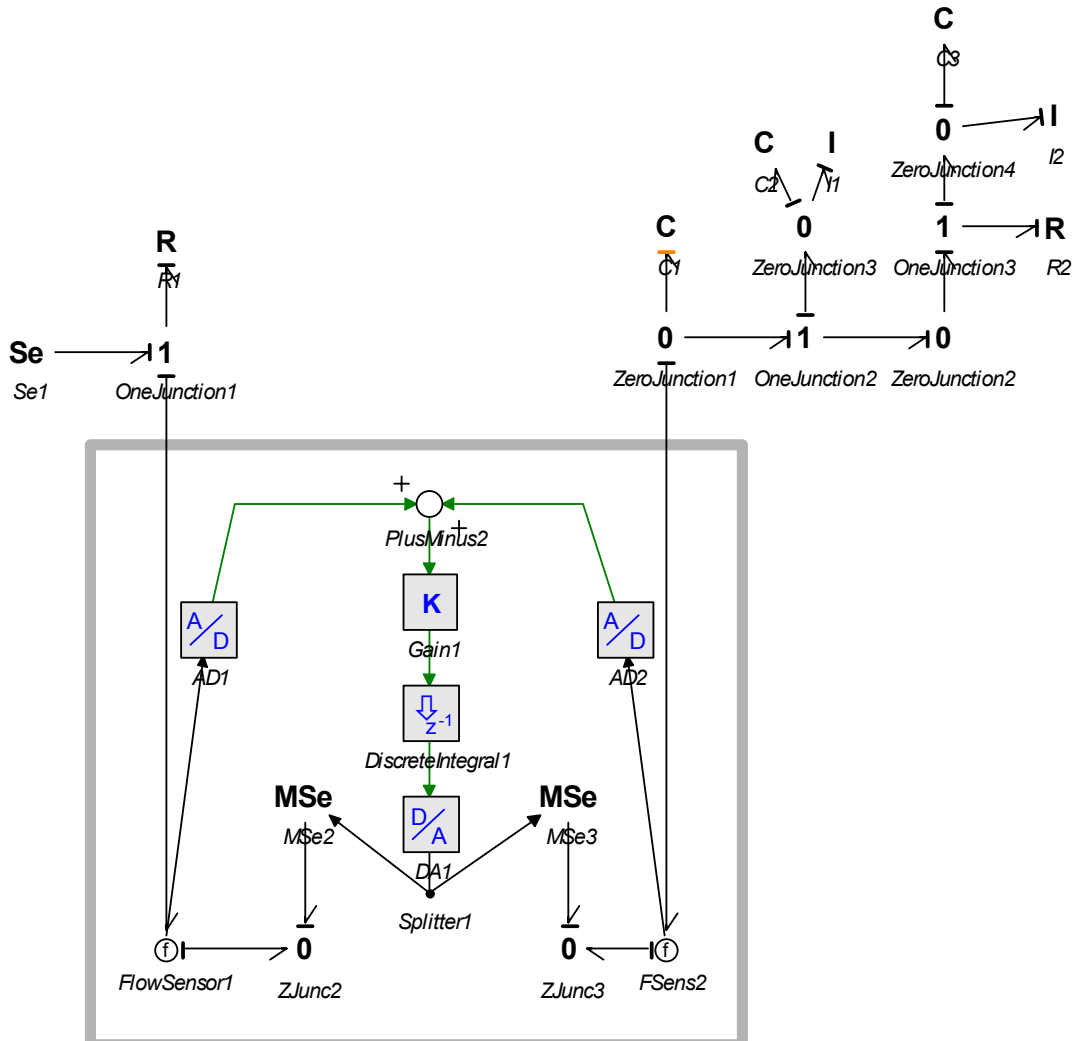 C
C3
0
I
ZeroJunction4
I2
C
I
C2
I1
R
C
0
1
R
R1
C1
ZeroJunction3
OneJunction3
R2
Se
1
0
1
0
Se1
OneJunction1
ZeroJunction1
OneJunction2
ZeroJunction2
+
+
PlusMinus2
A/D
K
A/D
AD1
Gain1
AD2
z-1
DiscreteIntegral1
MSe
D/A
MSe
MSe2
DA1
MSe3
Splitter1
f
0
0
f
FlowSensor1
ZJunc2
ZJunc3
FSens2